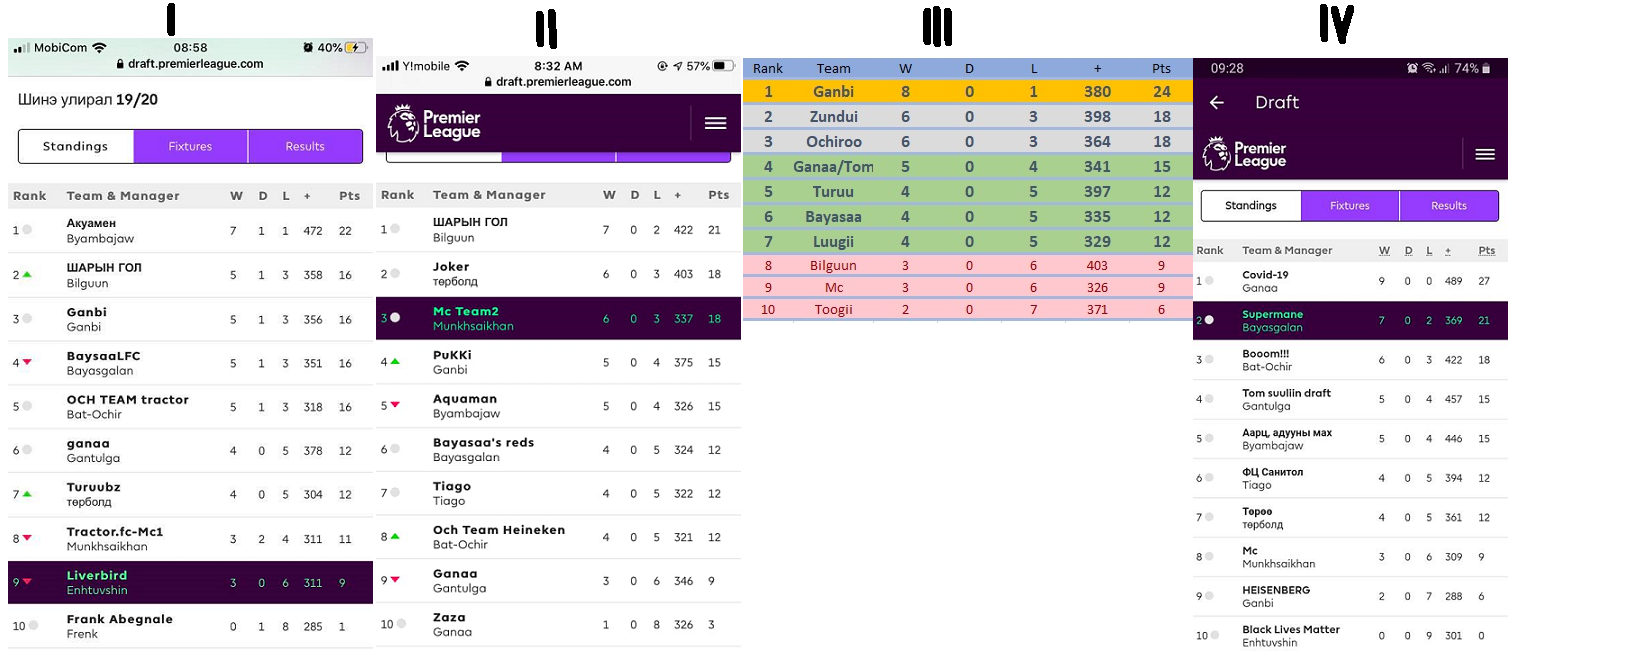 I
MobiCom 08:58 40%
draft.premierleague.com
Шинэ улирал 19/20
Standings Fixtures Results
Rank Team & Manager W D L + Pts
1 Акуамен 7 1 1 472 22
Byambajaw
2 ШАРЫН ГОЛ 5 1 3 358 16
Bilguun
3 Ganbi 5 1 3 356 16
Ganbi
4 BaysaaLFC 5 1 3 351 16
Bayasgalan
5 OCH TEAM tractor 5 1 3 318 16
Bat-Ochir
6 ganaa 4 0 5 378 12
Gantulga
7 Turuubz 4 0 5 304 12
төрболд
8 Tractor.fc-Mc1 3 2 4 311 11
Munkhsaikhan
9 Liverbird 3 0 6 311 9
Enhtuvshin
10 Frank Abegnale 0 1 8 285 1
Frenk
II
Y!mobile 8:32 AM 57%
draft.premierleague.com
Premier
League
Rank Team & Manager W D L + Pts
1 ШАРЫН ГОЛ 7 0 2 422 21
Bilguun
2 Joker 6 0 3 403 18
төрболд
3 Mc Team2 6 0 3 337 18
Munkhsaikhan
4 PuKKi 5 0 4 375 15
Ganbi
5 Aquaman 5 0 4 326 15
Byambajaw
6 Bayasaa's reds 4 0 5 324 12
Bayasgalan
7 Tiago 4 0 5 322 12
Tiago
8 Och Team Heineken 4 0 5 321 12
Bat-Ochir
9 Ganaa 3 0 6 346 9
Gantulga
10 Zaza 1 0 8 326 3
Ganaa
III
Rank Team W D L + Pts
1 Ganbi 8 0 1 380 24
2 Zundui 6 0 3 398 18
3 Ochiroo 6 0 3 364 18
4 Ganaa/Tom 5 0 4 341 15
5 Turuu 4 0 5 397 12
6 Bayasaa 4 0 5 335 12
7 Luugii 4 0 5 329 12
8 Bilguun 3 0 6 403 9
9 Mc 3 0 6 326 9
10 Toogii 2 0 7 371 6
IV
09:28 74%
Draft
Premier
League
Standings Fixtures Results
Rank Team & Manager W D L + Pts
1 Covid-19 9 0 0 489 27
Ganaa
2 Supermane 7 0 2 369 21
Bayasgalan
3 Booom!!! 6 0 3 422 18
Bat-Ochir
4 Tom suuliin draft 5 0 4 457 15
Gantulga
5 Аарц, адууны мах 5 0 4 446 15
Byambajaw
6 ФЦ Санитол 4 0 5 394 12
Tiago
7 Төрөө 4 0 5 361 12
төрболд
8 Mc 3 0 6 309 9
Munkhsaikhan
9 HEISENBERG 2 0 7 288 6
Ganbi
10 Black Lives Matter 0 0 9 301 0
Enhtuvshin